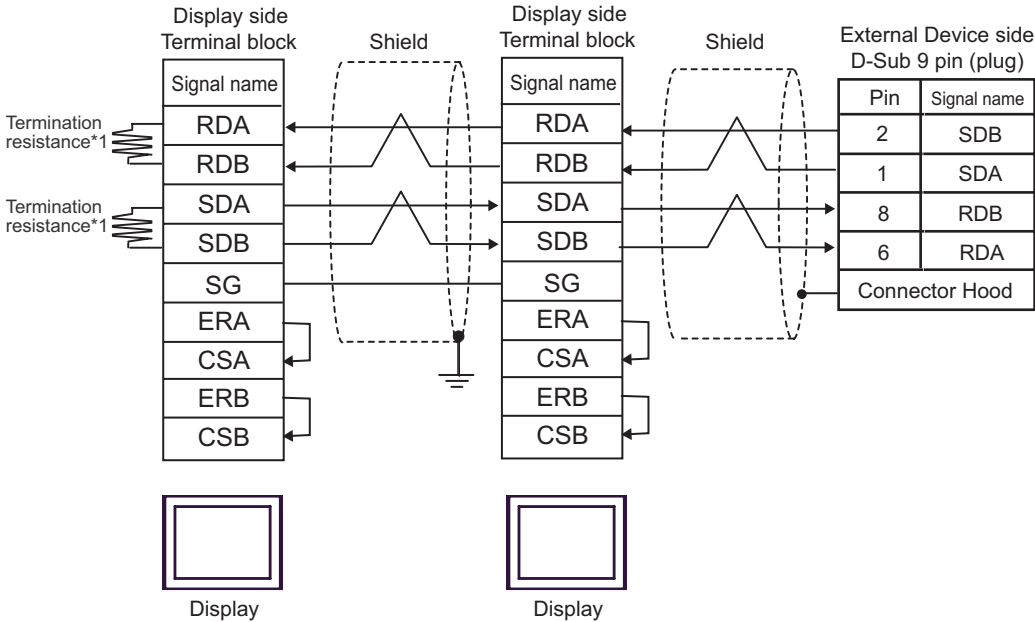 Display side
Terminal block
Shield
Display side
Terminal block
Shield
External Device side
D-Sub 9 pin (plug)
Termination
resistance*1
Termination
resistance*1
Signal name
RDA
RDB
SDA
SDB
SG
ERA
CSA
ERB
CSB
Signal name
RDA
RDB
SDA
SDB
SG
ERA
CSA
ERB
CSB
Pin Signal name
2 SDB
1 SDA
8 RDB
6 RDA
Connector Hood
Display
Display